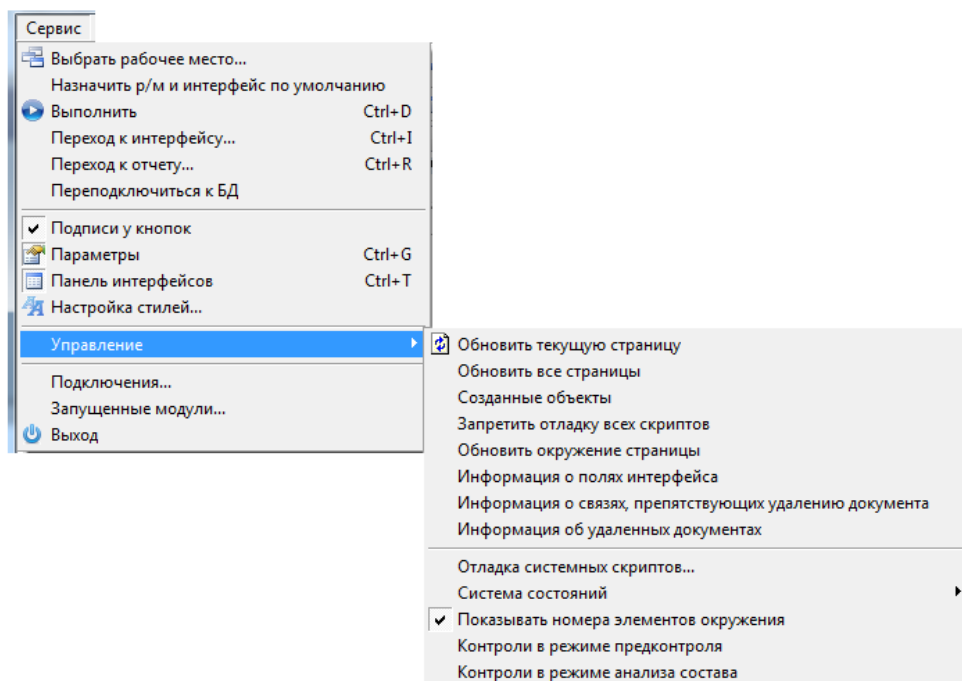 Сервис
Выбрать рабочее место...
Назначить р/м и интерфейс по умолчанию
Выполнить Ctrl+D
Переход к интерфейсу... Ctrl+I
Переход к отчету... Ctrl+R
Переподключиться к БД
Подписи у кнопок
Параметры Ctrl+G
Панель интерфейсов Ctrl+T
Настройка стилей...
Управление
Подключения...
Запущенные модули...
Выход
Обновить текущую страницу
Обновить все страницы
Созданные объекты
Запретить отладку всех скриптов
Обновить окружение страницы
Информация о полях интерфейса
Информация о связях, препятствующих удалению документа
Информация об удаленных документах
Отладка системных скриптов...
Система состояний
Показывать номера элементов окружения
Контроли в режиме предконтроля
Контроли в режиме анализа состава